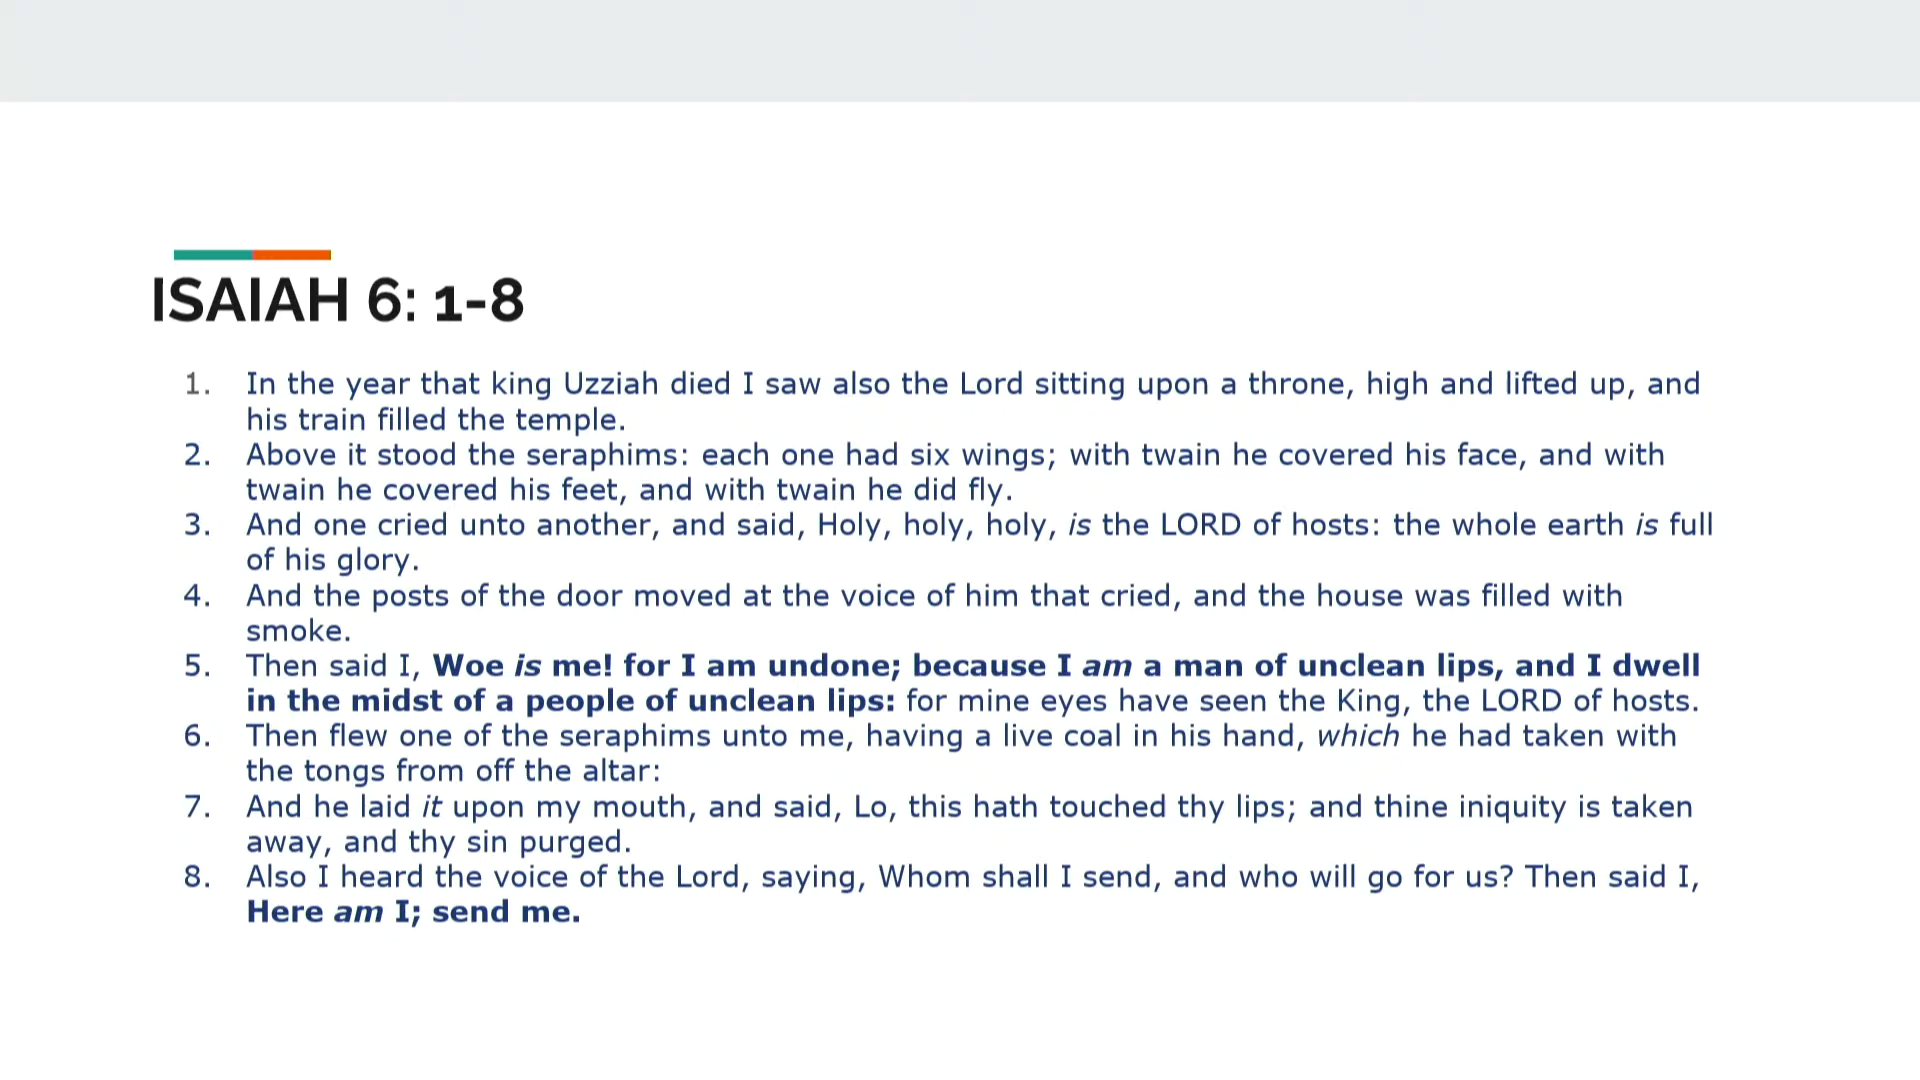 ISAIAH 6: 1-8
1. In the year that king Uzziah died I saw also the Lord sitting upon a throne, high and lifted up, and
his train filled the temple.
2. Above it stood the seraphims: each one had six wings; with twain he covered his face, and with
twain he covered his feet, and with twain he did fly.
3. And one cried unto another, and said, Holy, holy, holy, is the LORD of hosts: the whole earth is full
of his glory.
4. And the posts of the door moved at the voice of him that cried, and the house was filled with
smoke.
5. Then said I, Woe is me! for I am undone; because I am a man of unclean lips, and I dwell
in the midst of a people of unclean lips: for mine eyes have seen the King, the LORD of hosts.
6. Then flew one of the seraphims unto me, having a live coal in his hand, which he had taken with
the tongs from off the altar:
7. And he laid it upon my mouth, and said, Lo, this hath touched thy lips; and thine iniquity is taken
away, and thy sin purged.
8. Also I heard the voice of the Lord, saying, Whom shall I send, and who will go for us? Then said I,
Here am I; send me.